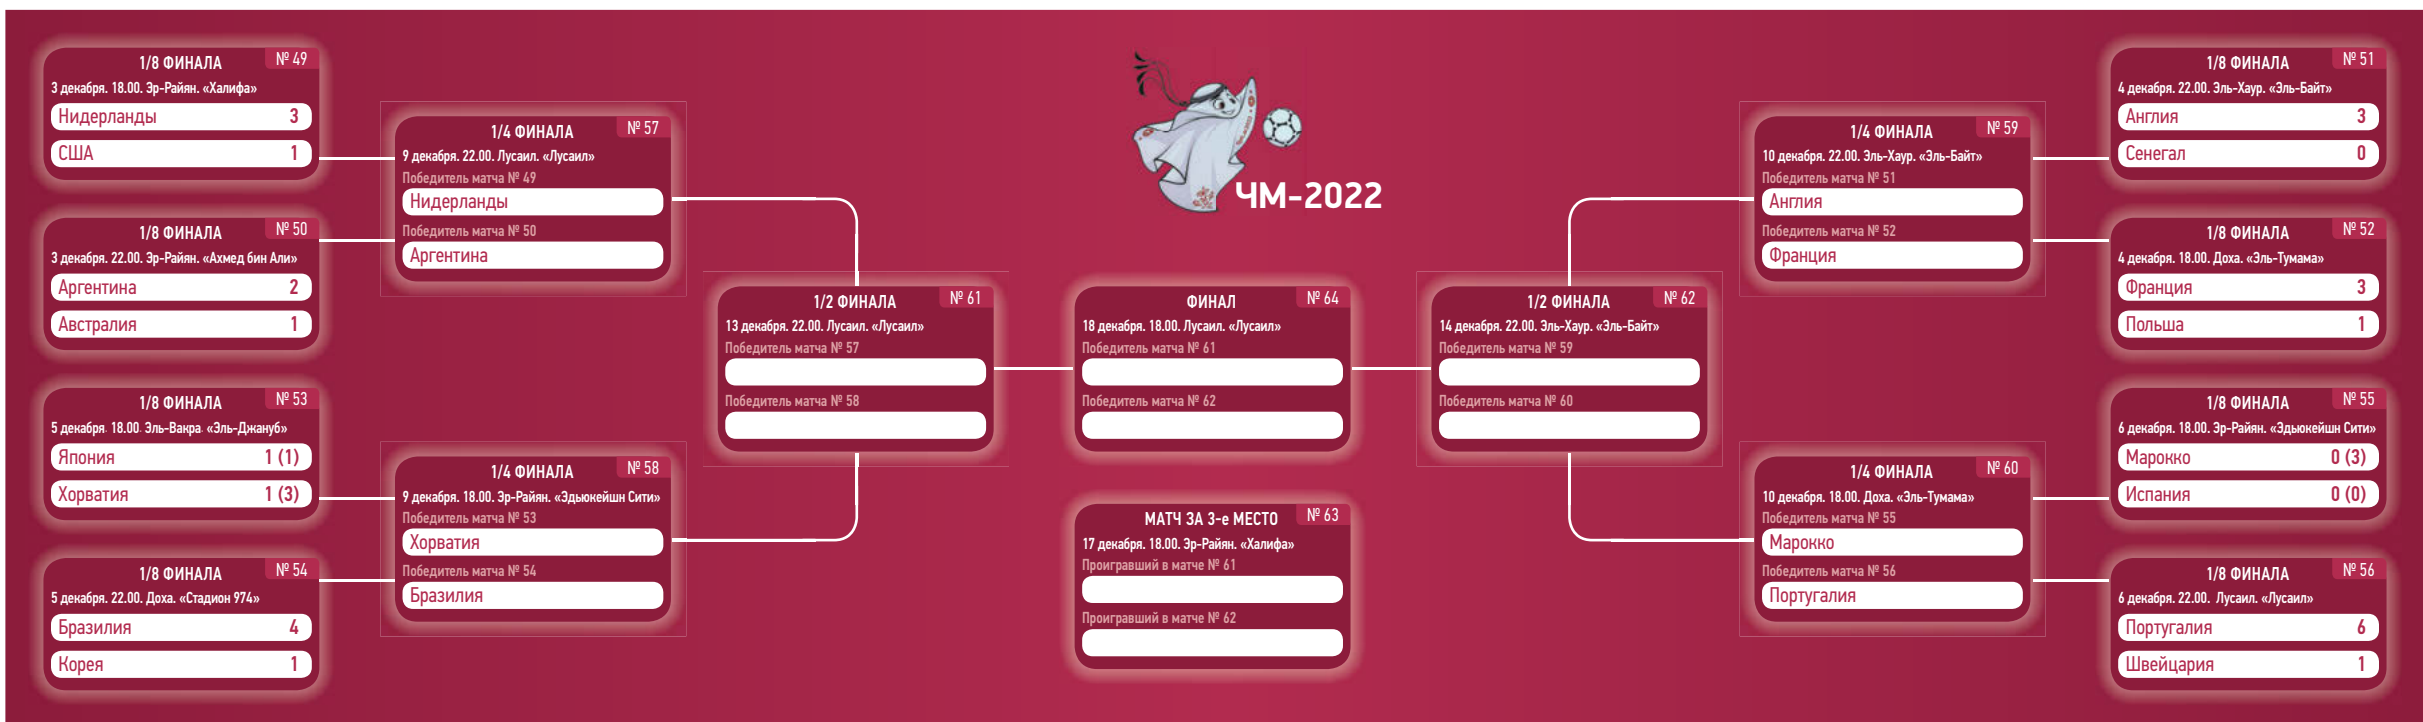 1/8 ФИНАЛА № 49
3 декабря. 18.00. Эр-Райян. «Халифа»
Нидерланды 3
США 1
1/8 ФИНАЛА № 50
3 декабря. 22.00. Эр-Райян. «Ахмед бин Али»
Аргентина 2
Австралия 1
1/8 ФИНАЛА № 53
5 декабря. 18.00. Эль-Вакра. «Эль-Джануб»
Япония 1 (1)
Хорватия 1 (3)
1/8 ФИНАЛА № 54
5 декабря. 22.00. Доха. «Стадион 974»
Бразилия 4
Корея 1
1/4 ФИНАЛА № 57
9 декабря. 22.00. Лусаил. «Лусаил»
Победитель матча № 49
Нидерланды
Победитель матча № 50
Аргентина
1/4 ФИНАЛА № 58
9 декабря. 18.00. Эр-Райян. «Эдьюкейшн Сити»
Победитель матча № 53
Хорватия
Победитель матча № 54
Бразилия
1/2 ФИНАЛА № 61
13 декабря. 22.00. Лусаил. «Лусаил»
Победитель матча № 57
Победитель матча № 58
ЧМ-2022
ФИНАЛ № 64
18 декабря. 18.00. Лусаил. «Лусаил»
Победитель матча № 61
Победитель матча № 62
МАТЧ ЗА 3-е МЕСТО № 63
17 декабря. 18.00. Эр-Райян. «Халифа»
Проигравший в матче № 61
Проигравший в матче № 62
1/2 ФИНАЛА № 62
14 декабря. 22.00. Эль-Хаур. «Эль-Байт»
Победитель матча № 59
Победитель матча № 60
1/4 ФИНАЛА № 59
10 декабря. 22.00. Эль-Хаур. «Эль-Байт»
Победитель матча № 51
Англия
Победитель матча № 52
Франция
1/4 ФИНАЛА № 60
10 декабря. 18.00. Доха. «Эль-Тумама»
Победитель матча № 55
Марокко
Победитель матча № 56
Португалия
1/8 ФИНАЛА № 51
4 декабря. 22.00. Эль-Хаур. «Эль-Байт»
Англия 3
Сенегал 0
1/8 ФИНАЛА № 52
4 декабря. 18.00. Доха. «Эль-Тумама»
Франция 3
Польша 1
1/8 ФИНАЛА № 55
6 декабря. 18.00. Эр-Райян. «Эдьюкейшн Сити»
Марокко 0 (3)
Испания 0 (0)
1/8 ФИНАЛА № 56
6 декабря. 22.00. Лусаил. «Лусаил»
Португалия 6
Швейцария 1